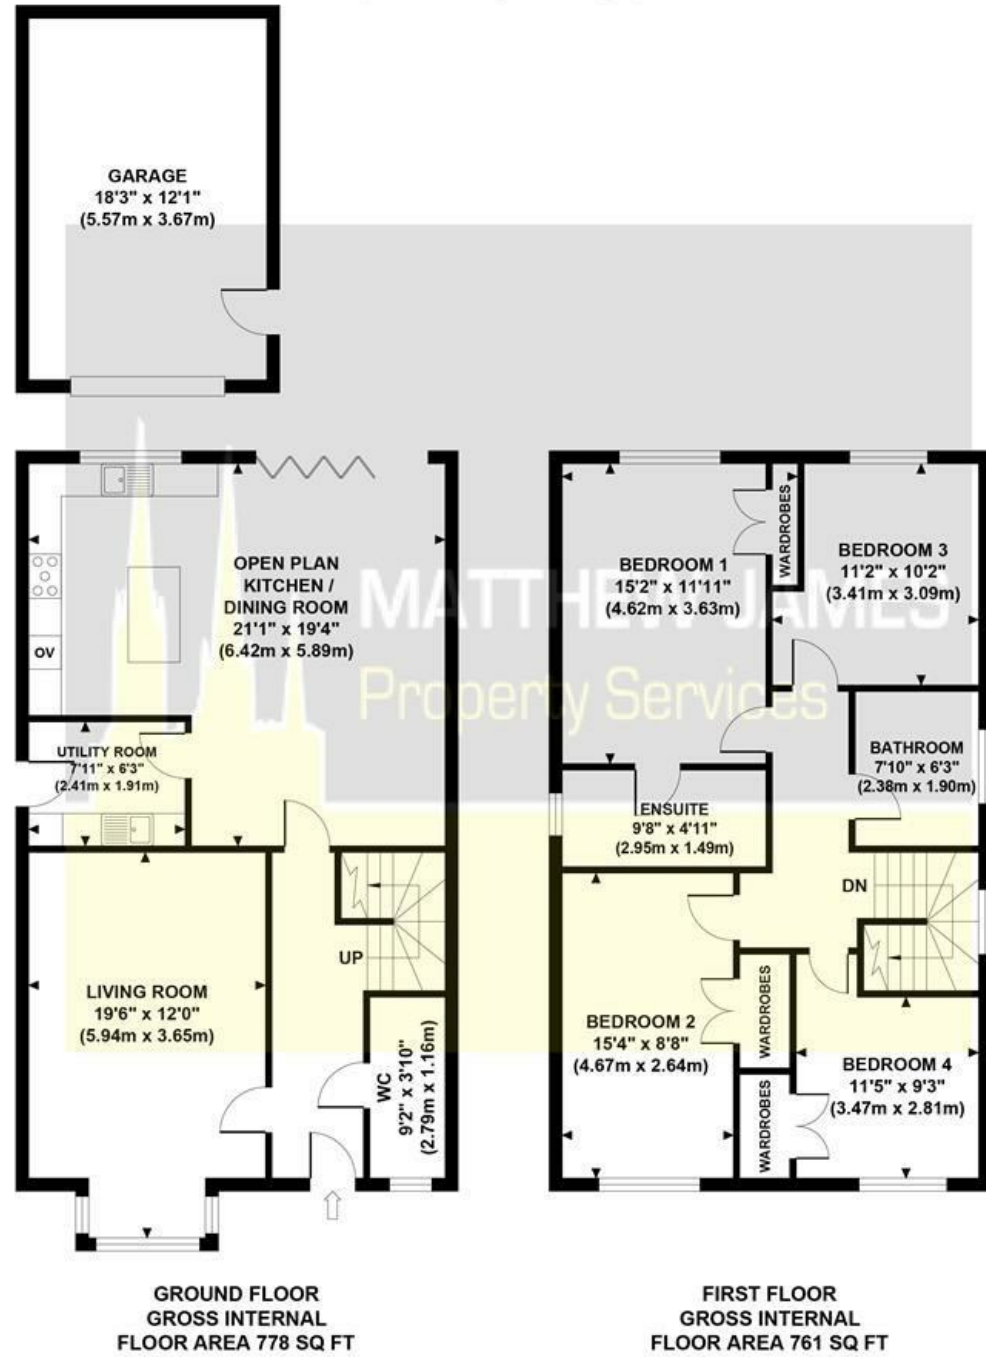 GARAGE
18'3" x 12'1"
(5.57m x 3.67m)
OPEN PLAN
KITCHEN /
DINING ROOM
21'1" x 19'4"
(6.42m x 5.89m)
OV
UTILITY ROOM
7'11" x 6'3"
(2.41m x 1.91m)
LIVING ROOM
19'6" x 12'0"
(5.94m x 3.65m)
UP
WC
9'2" x 3'10"
(2.79m x 1.16m)
GROUND FLOOR
GROSS INTERNAL
FLOOR AREA 778 SQ FT
BEDROOM 1
15'2" x 11'11"
(4.62m x 3.63m)
WARDROBES
BEDROOM 3
11'2" x 10'2"
(3.41m x 3.09m)
BATHROOM
7'10" x 6'3"
(2.38m x 1.90m)
ENSUITE
9'8" x 4'11"
(2.95m x 1.49m)
DN
BEDROOM 2
15'4" x 8'8"
(4.67m x 2.64m)
WARDROBES
WARDROBES
BEDROOM 4
11'5" x 9'3"
(3.47m x 2.81m)
FIRST FLOOR
GROSS INTERNAL
FLOOR AREA 761 SQ FT
MATTHEW JAMES
Property Services